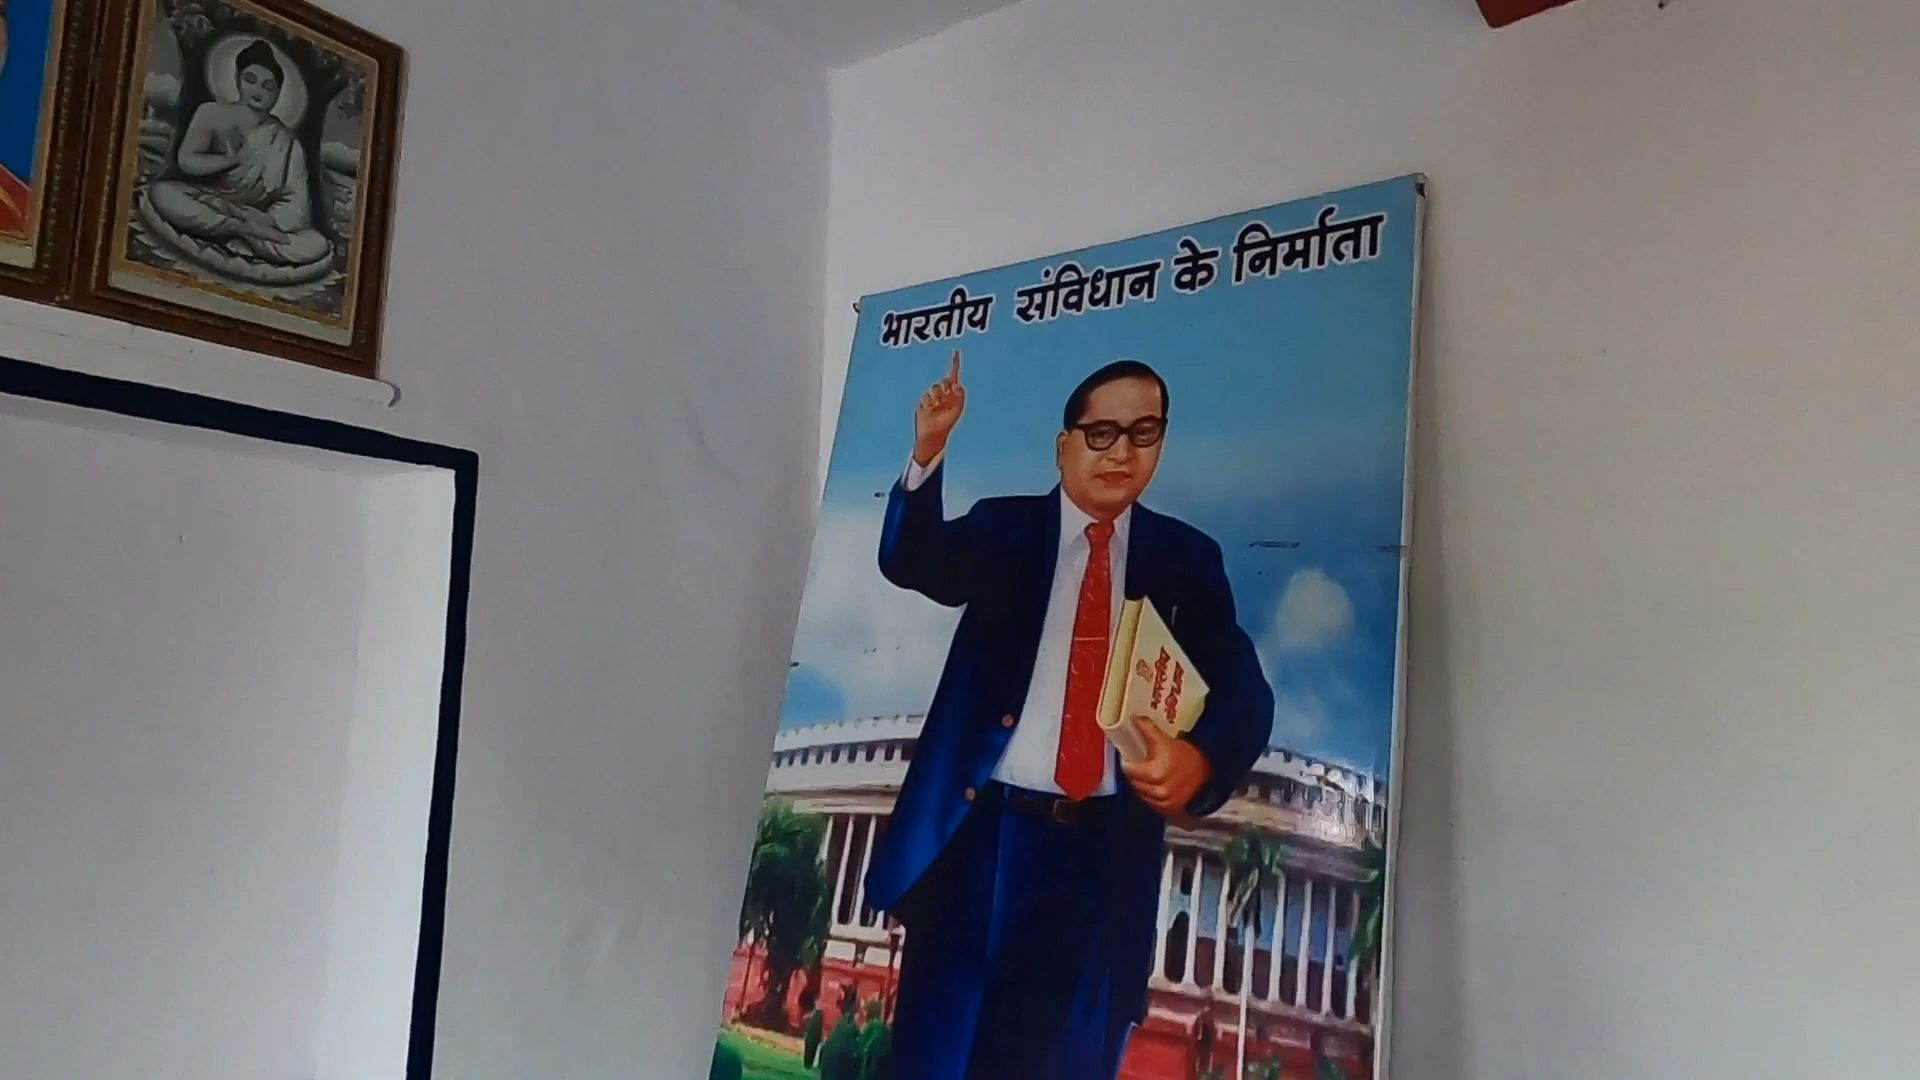 भारतीय संविधान के निर्माता